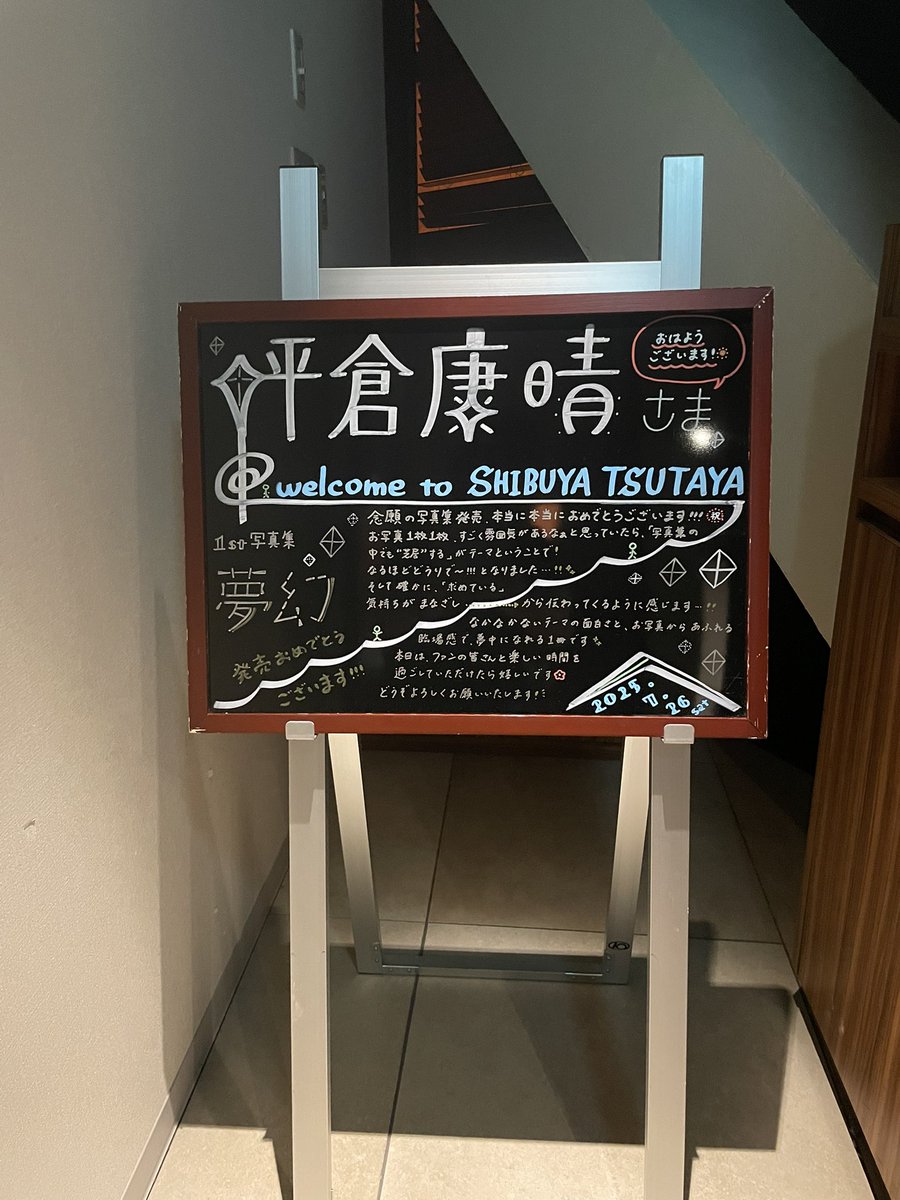 おはよう
ございます!
坪倉康晴さま
welcome to SHIBUYA TSUTAYA
1st写真集
夢幻
発売おめでとう
ございます!!!
念願の写真集発売、本当に本当におめでとうございます!!!㊗
お写真1枚1枚、すごく雰囲気があるなぁと思っていたら、「写真集の
中でも“芝居”する」がテーマということで!
なるほどどうりで〜!!!となりました…!!
そして確かに、「求めている」
気持ちがまなざし………から伝わってくるように感じます…!!
なかなかないテーマの面白さと、お写真からあふれる
臨場感で、夢中になれる1冊です
本日は、ファンの皆さんと楽しい時間を
過ごしていただけたら嬉しいです
どうぞよろしくお願いいたします!
2025.7.26 sat